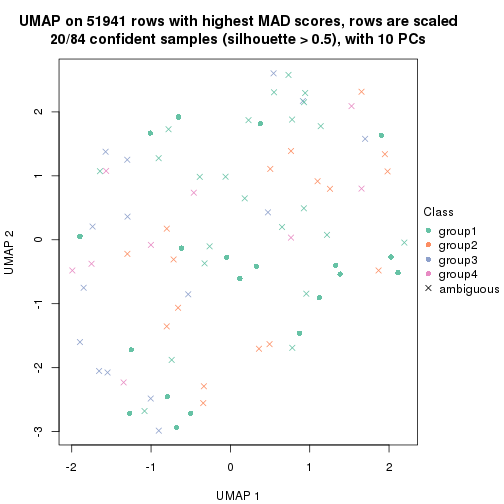 UMAP on 51941 rows with highest MAD scores, rows are scaled
20/84 confident samples (silhouette > 0.5), with 10 PCs
UMAP 2
2
1
0
-1
-2
-3
-2
-1
0
1
2
UMAP 1
Class
group1
group2
group3
group4
ambiguous